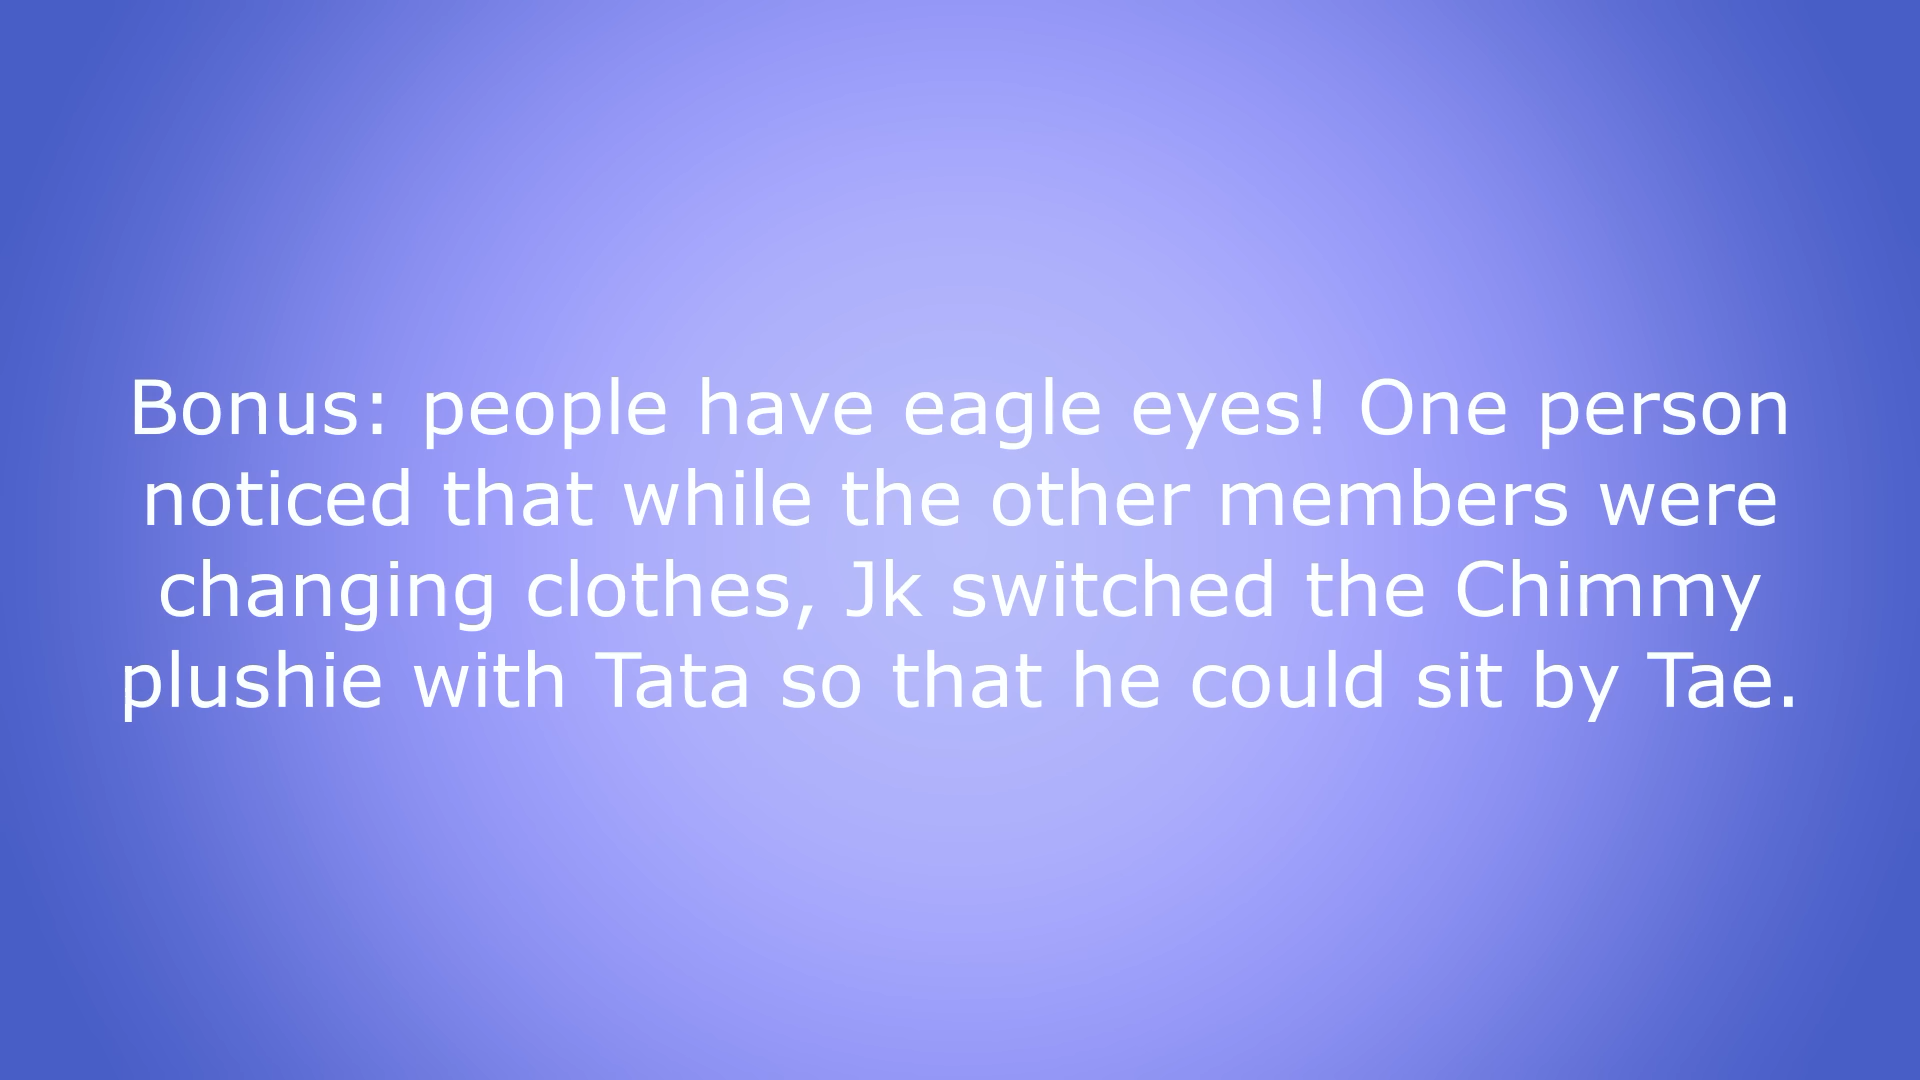 Bonus: people have eagle eyes! One person
noticed that while the other members were
changing clothes, Jk switched the Chimmy
plushie with Tata so that he could sit by Tae.